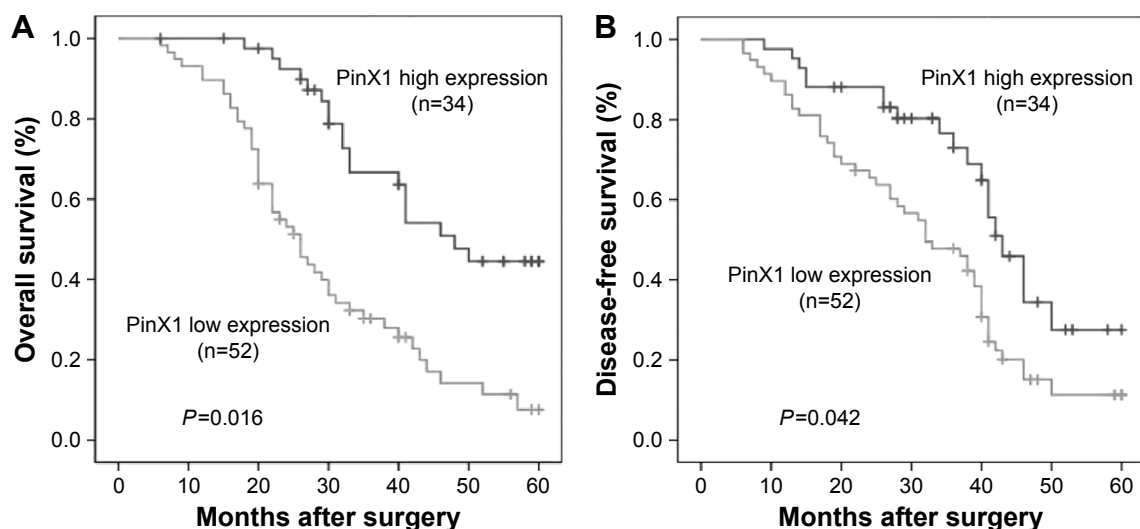 A
Overall survival (%)
1.0
0.8
0.6
0.4
0.2
0.0
PinX1 high expression
(n=34)
PinX1 low expression
(n=52)
P=0.016
0 10 20 30 40 50 60
Months after surgery
B
Disease-free survival (%)
1.0
0.8
0.6
0.4
0.2
0.0
PinX1 high expression
(n=34)
PinX1 low expression
(n=52)
P=0.042
0 10 20 30 40 50 60
Months after surgery